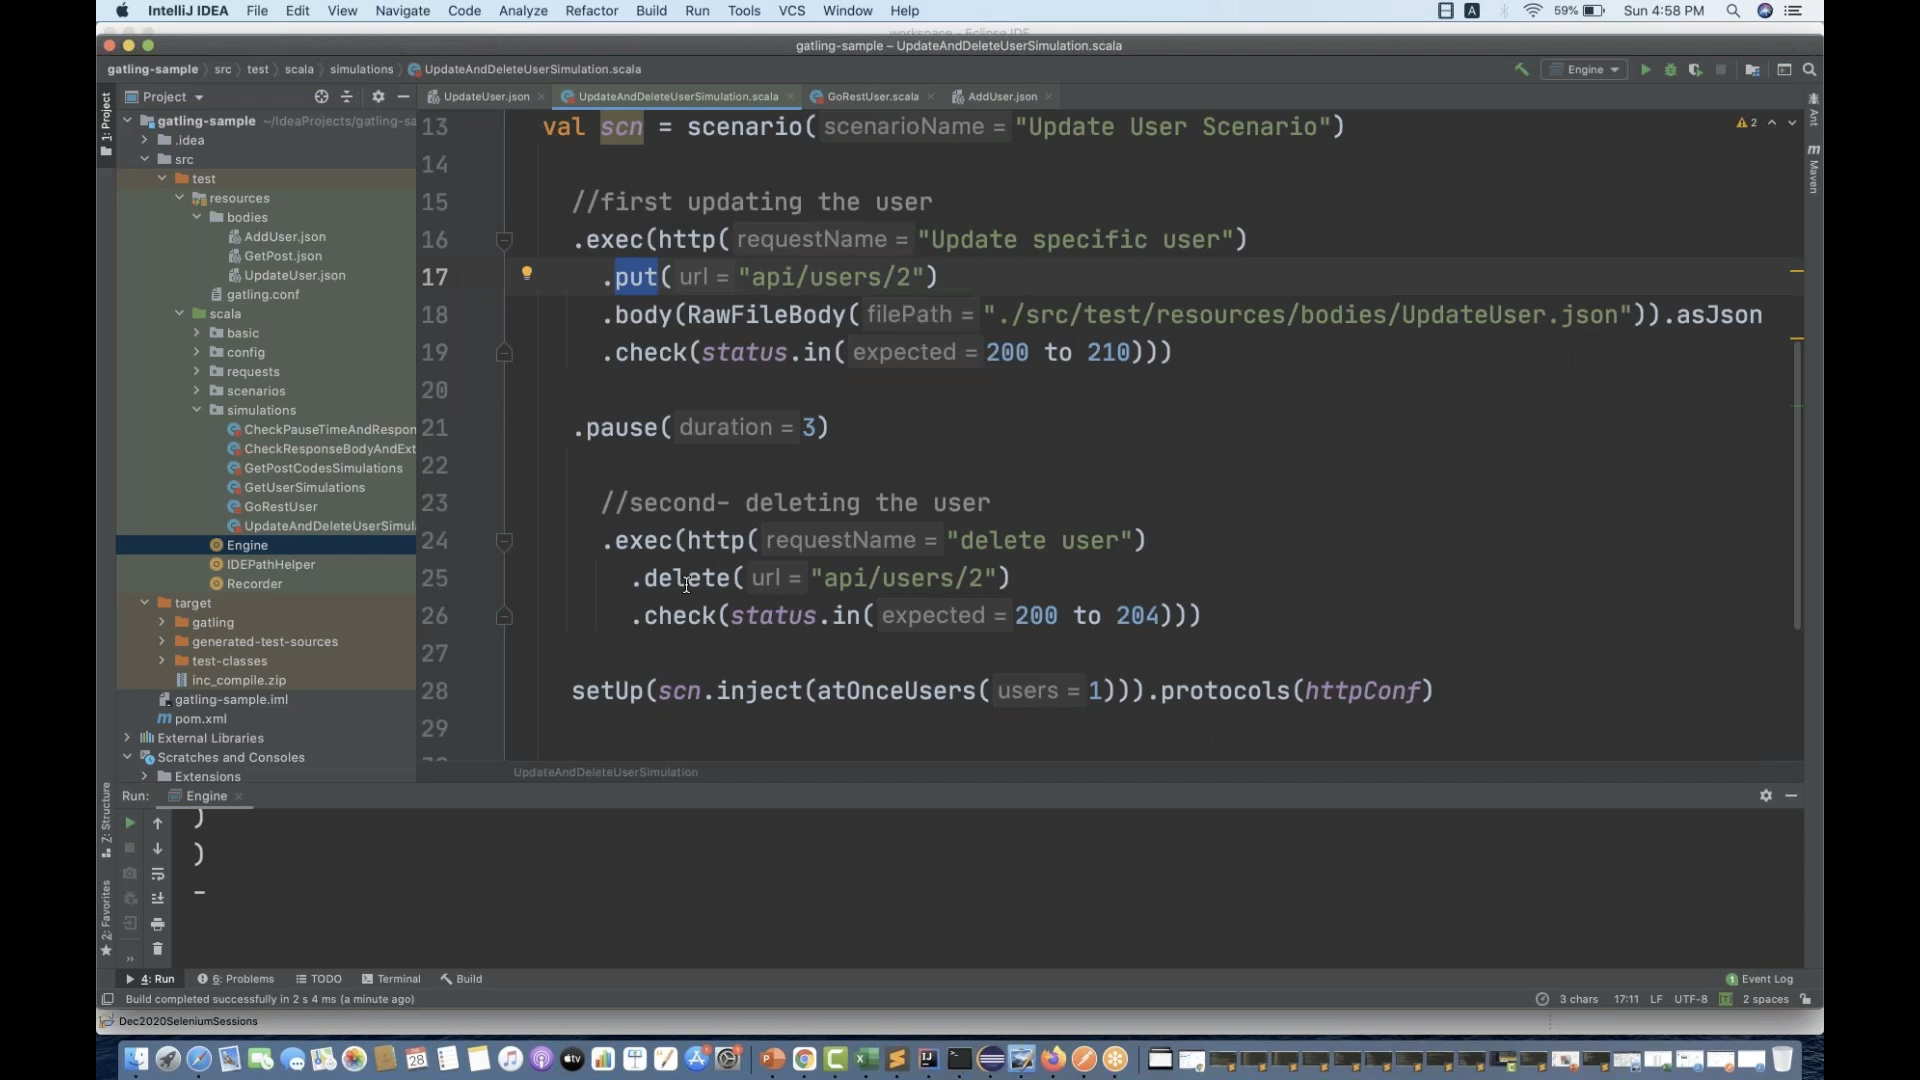 IntelliJ IDEA File Edit View Navigate Code Analyze Refactor Build Run Tools VCS Window Help 59% Sun 4:58 PM
gatling-sample – UpdateAndDeleteUserSimulation.scala
gatling-sample src test scala simulations UpdateAndDeleteUserSimulation.scala Engine
Project UpdateUser.json UpdateAndDeleteUserSimulation.scala GoRestUser.scala AddUser.json
1: Project
gatling-sample ~/IdeaProjects/gatling-sa
.idea
src
test
resources
bodies
AddUser.json
GetPost.json
UpdateUser.json
gatling.conf
scala
basic
config
requests
scenarios
simulations
CheckPauseTimeAndRespon
CheckResponseBodyAndExt
GetPostCodesSimulations
GetUserSimulations
GoRestUser
UpdateAndDeleteUserSimul
Engine
IDEPathHelper
Recorder
target
gatling
generated-test-sources
test-classes
inc_compile.zip
gatling-sample.iml
pom.xml
External Libraries
Scratches and Consoles
Extensions
13 val scn = scenario( scenarioName = "Update User Scenario")
14
15 //first updating the user
16 .exec(http( requestName = "Update specific user")
17 .put( url = "api/users/2")
18 .body(RawFileBody( filePath = "./src/test/resources/bodies/UpdateUser.json")).asJson
19 .check(status.in( expected = 200 to 210)))
20
21 .pause( duration = 3)
22
23 //second- deleting the user
24 .exec(http( requestName = "delete user")
25 .delete( url = "api/users/2")
26 .check(status.in( expected = 200 to 204)))
27
28 setUp(scn.inject(atOnceUsers( users = 1))).protocols(httpConf)
29
UpdateAndDeleteUserSimulation
2
Ant
Maven
Z: Structure
2: Favorites
Run: Engine
)
)
4: Run 6: Problems TODO Terminal Build 1 Event Log
Build completed successfully in 2 s 4 ms (a minute ago) 3 chars 17:11 LF UTF-8 2 spaces
Dec2020SeleniumSessions